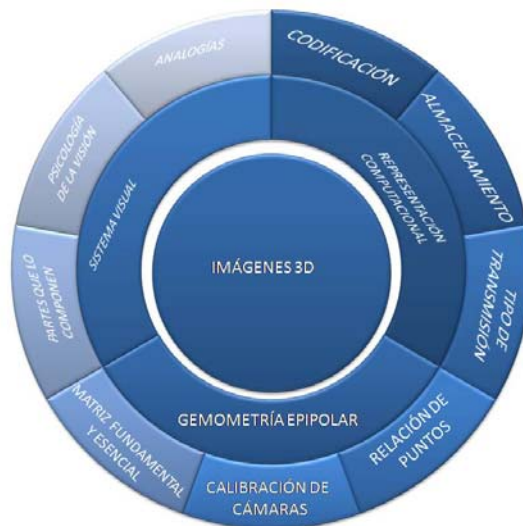 ANALOGÍAS
CODIFICACIÓN
ALMACENAMIENTO
TIPO DE
TRANSMISIÓN
RELACIÓN DE
PUNTOS
CALIBRACIÓN DE
CÁMARAS
MATRIZ FUNDAMENTAL
Y ESENCIAL
PARTES QUE LO
COMPONEN
PSICOLOGÍA
DE LA VISIÓN
SISTEMA VISUAL
REPRESENTACIÓN
COMPUTACIONAL
GEMOMETRÍA EPIPOLAR
IMÁGENES 3D